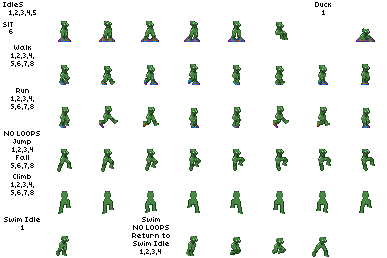 IdleS
1,2,3,4,5
Duck
1
SIT
6
Walk
1,2,3,4,
5,6,7,8
Run
1,2,3,4,
5,6,7,8
NO LOOPS
Jump
1,2,3,4
Fall
5,6,7,8
Climb
1,2,3,4,
5,6,7,8
Swim Idle
1
Swim
NO LOOPS
Return to
Swim Idle
1,2,3,4